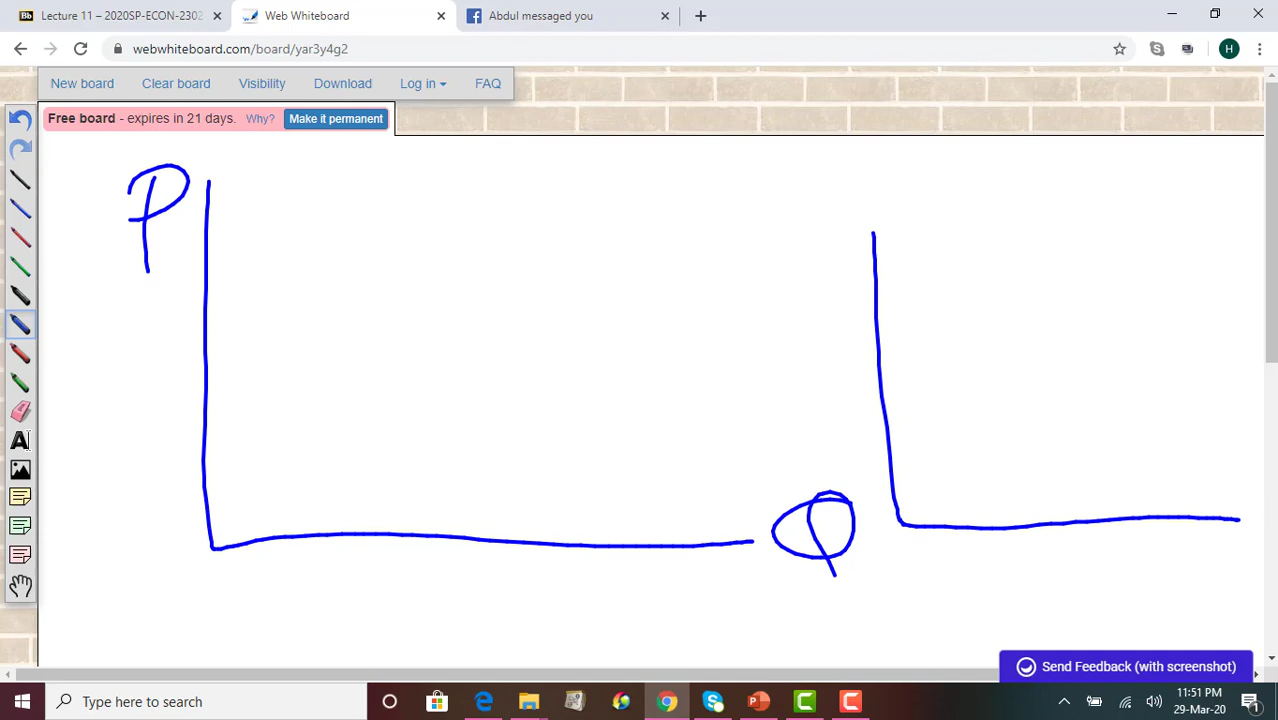 Lecture 11 – 2020SP-ECON-2302
Web Whiteboard
Abdul messaged you
webwhiteboard.com/board/yar3y4g2
H
New board
Clear board
Visibility
Download
Log in
FAQ
Free board - expires in 21 days.
Why?
Make it permanent
P
Q
A
Send Feedback (with screenshot)
Type here to search
11:51 PM
29-Mar-20
1